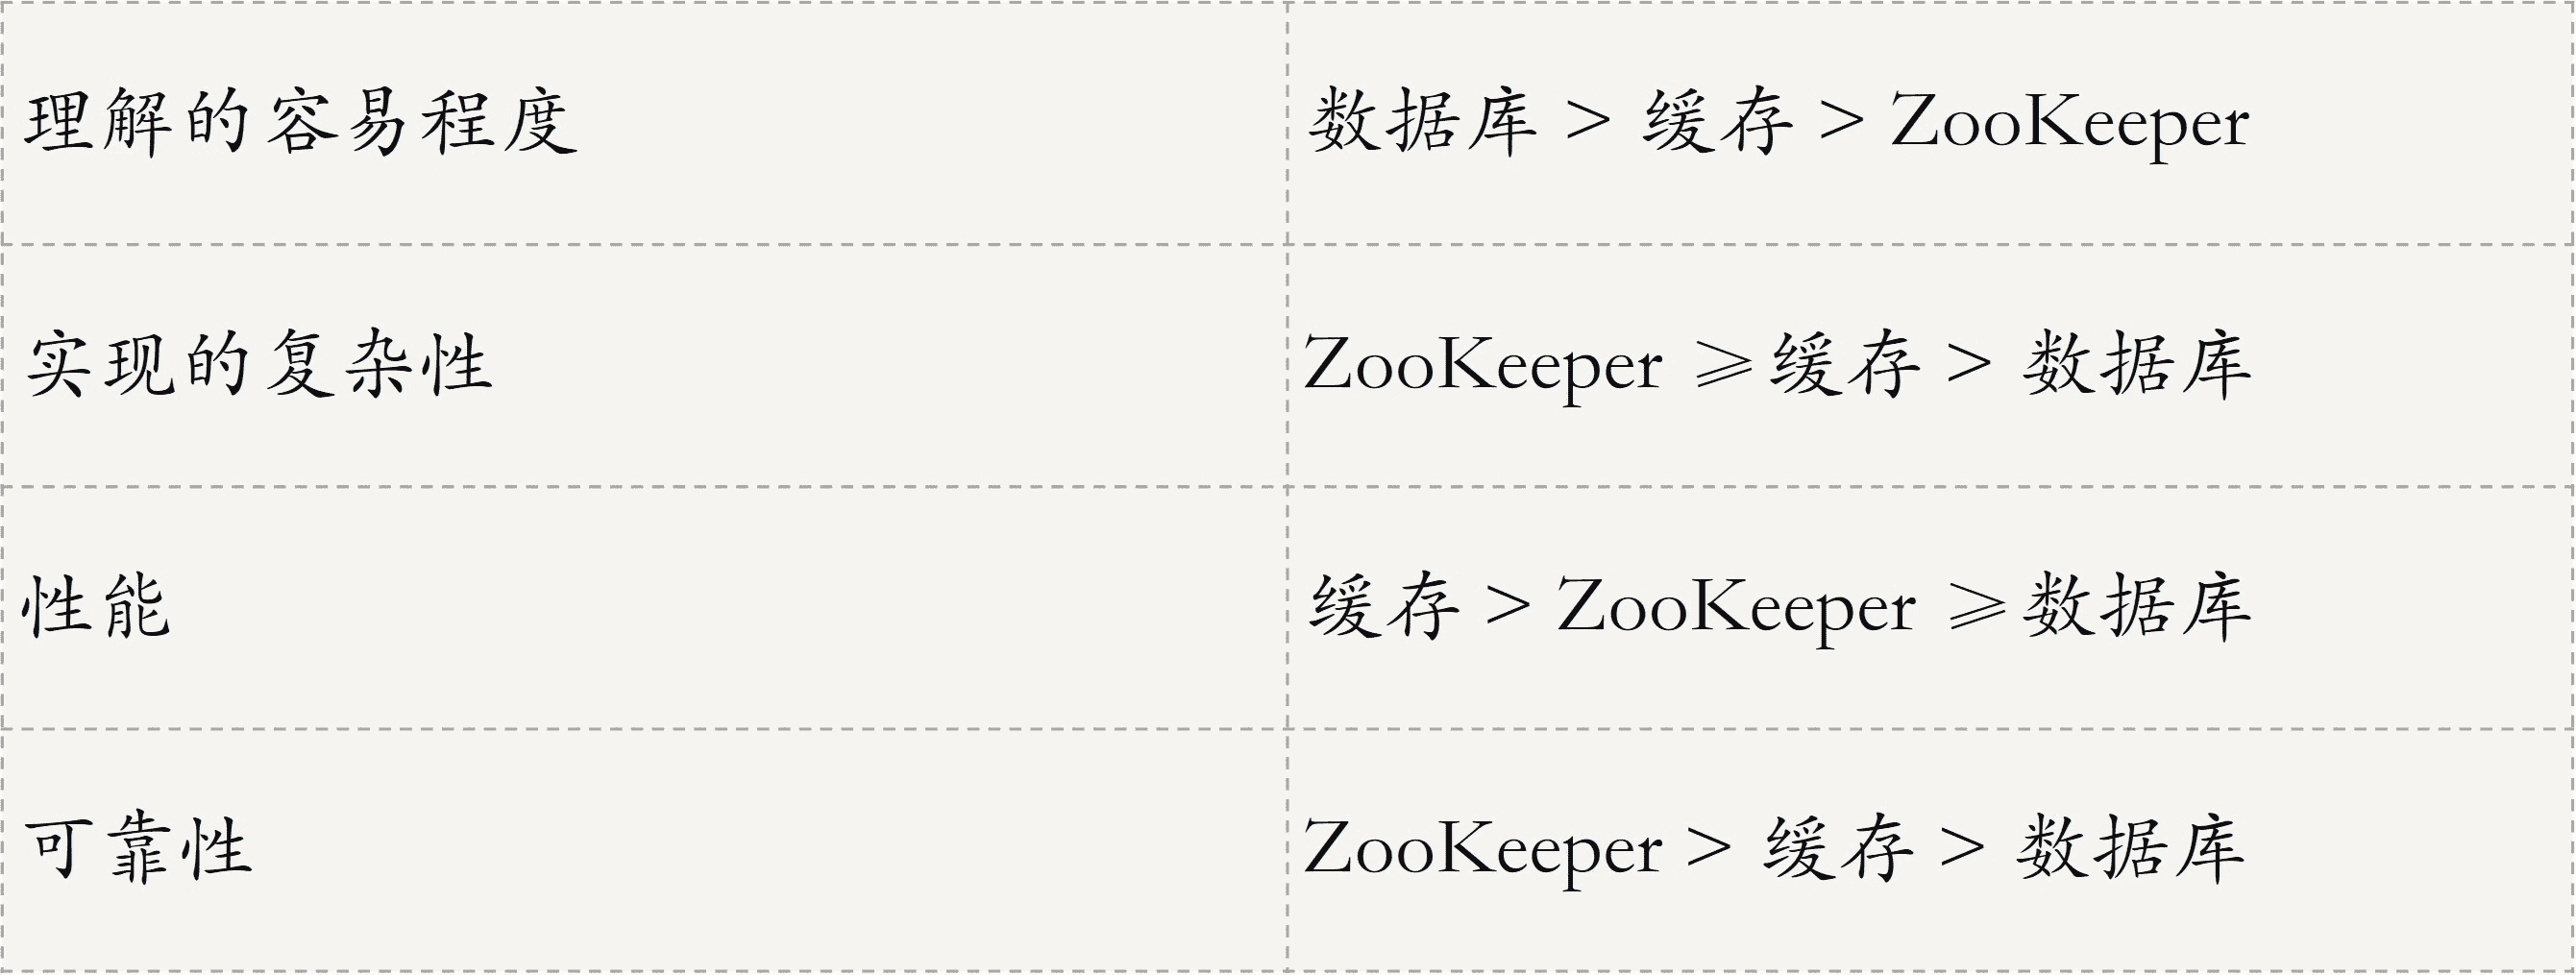 理解的容易程度
数据库 > 缓存 > ZooKeeper
实现的复杂性
ZooKeeper ⩾ 缓存 > 数据库
性能
缓存 > ZooKeeper ⩾ 数据库
可靠性
ZooKeeper > 缓存 > 数据库